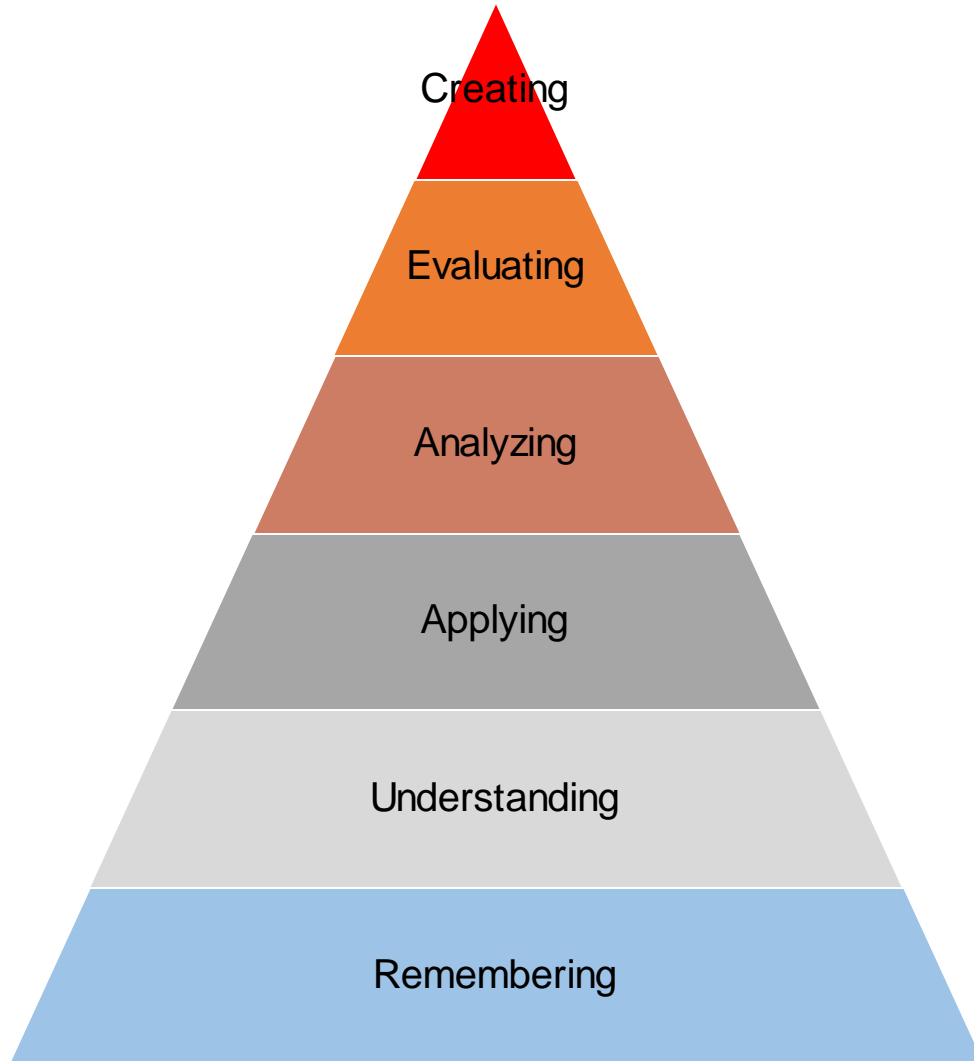 Creating
Evaluating
Analyzing
Applying
Understanding
Remembering